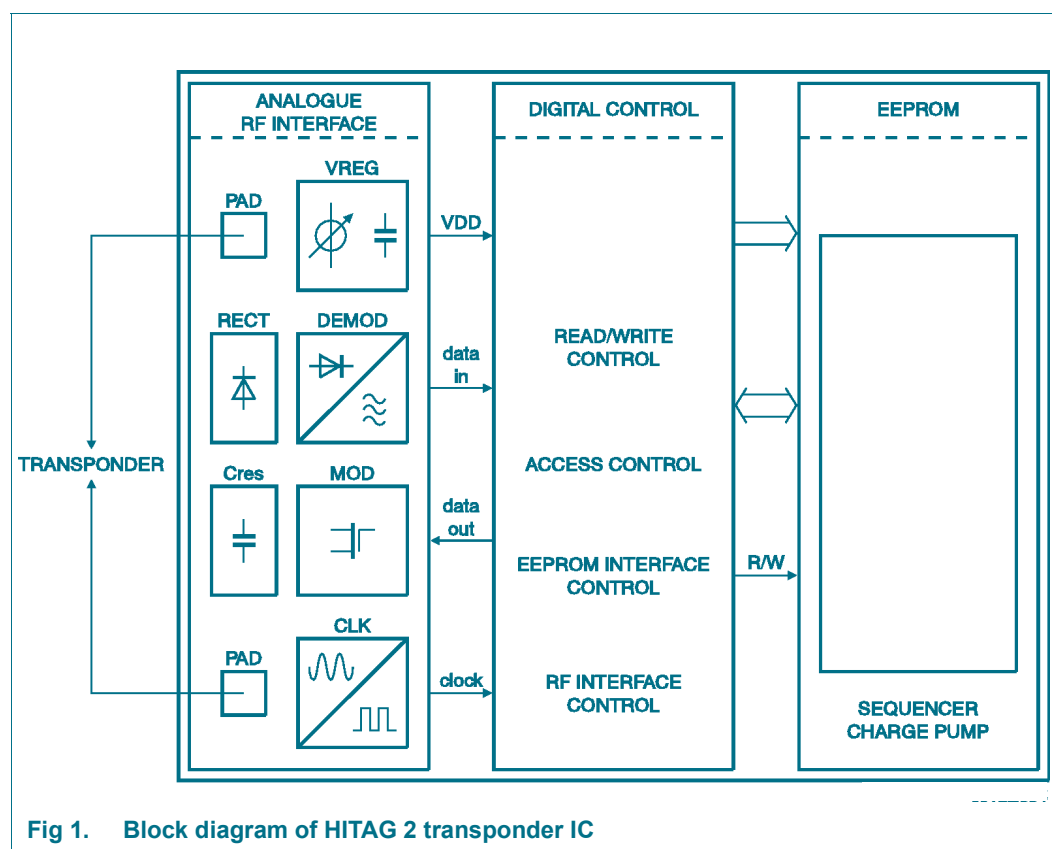 ANALOGUE
RF INTERFACE
DIGITAL CONTROL
EEPROM
VREG
PAD
VDD
RECT
DEMOD
data
in
READ/WRITE
CONTROL
TRANSPONDER
ACCESS CONTROL
Cres
MOD
data
out
EEPROM INTERFACE
CONTROL
R/W
CLK
PAD
clock
RF INTERFACE
CONTROL
SEQUENCER
CHARGE PUMP
Fig 1. Block diagram of HITAG 2 transponder IC